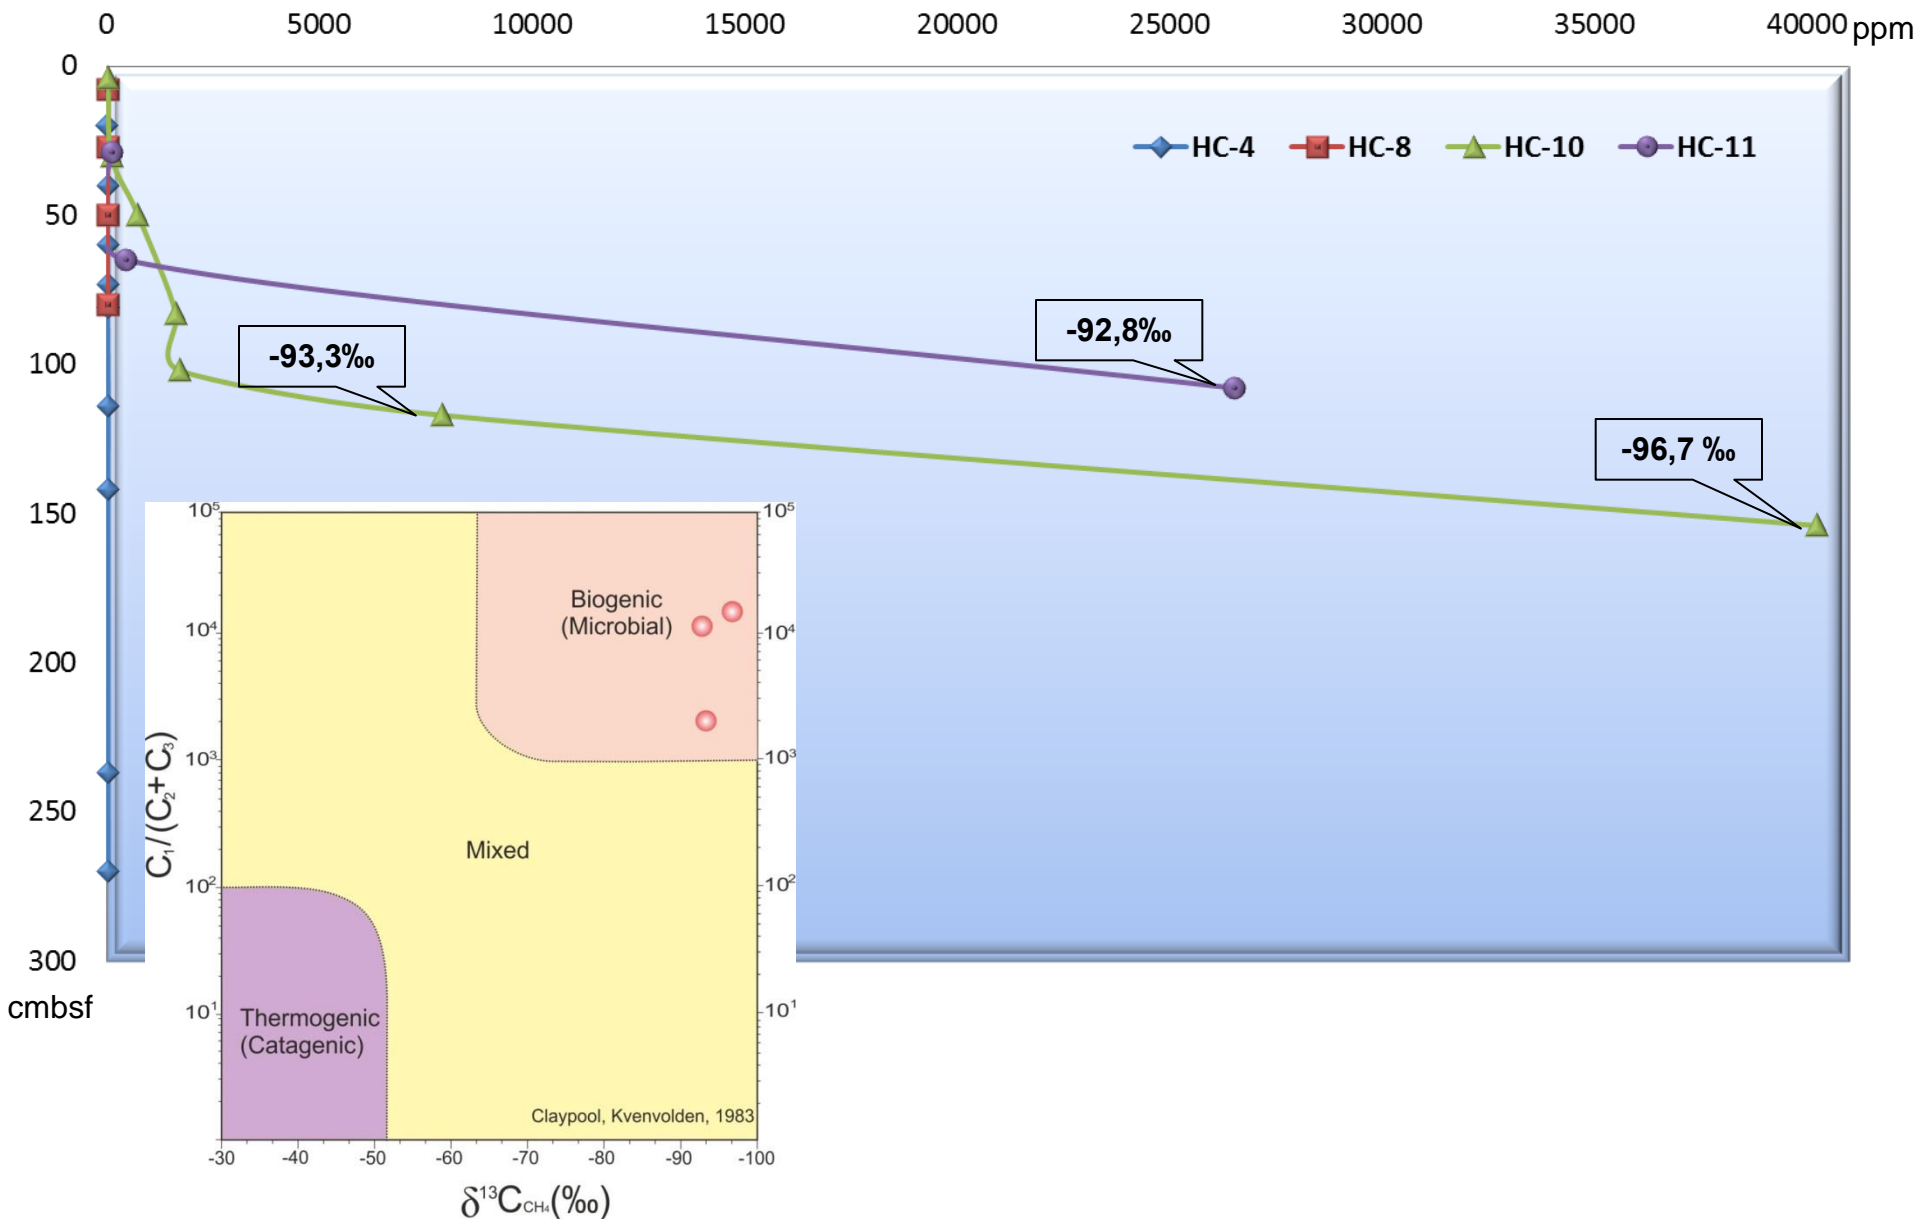 0 5000 10000 15000 20000 25000 30000 35000 40000 ppm
0
50
100
150
200
250
300
cmbsf
HC-4 HC-8 HC-10 HC-11
-92,8‰
-93,3‰
-96,7 ‰
10⁵ 10⁵
Biogenic
(Microbial)
10⁴ 10⁴
10³ 10³
C₁/(C₂+C₃)
Mixed
10² 10²
10¹ 10¹
Thermogenic
(Catagenic)
Claypool, Kvenvolden, 1983
-30 -40 -50 -60 -70 -80 -90 -100
δ¹³C CH₄(‰)